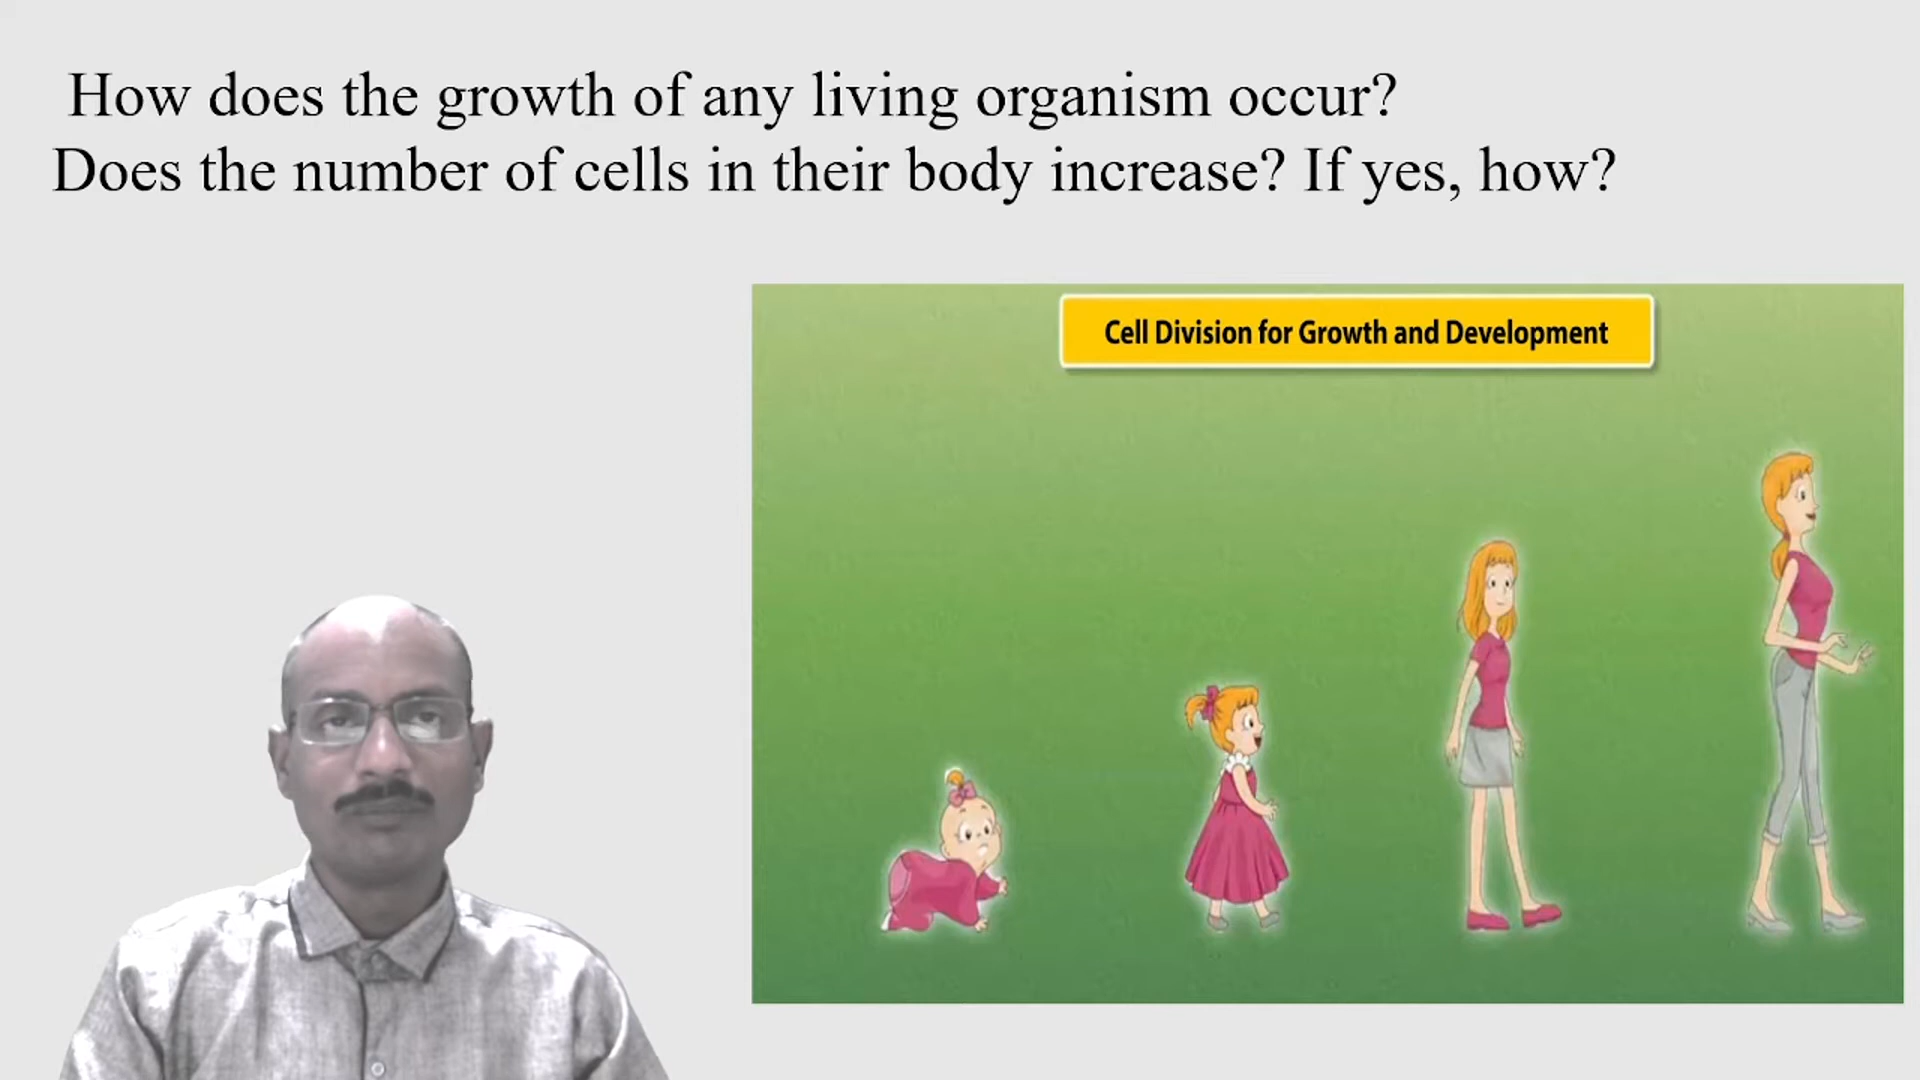 How does the growth of any living organism occur?
Does the number of cells in their body increase? If yes, how?
Cell Division for Growth and Development